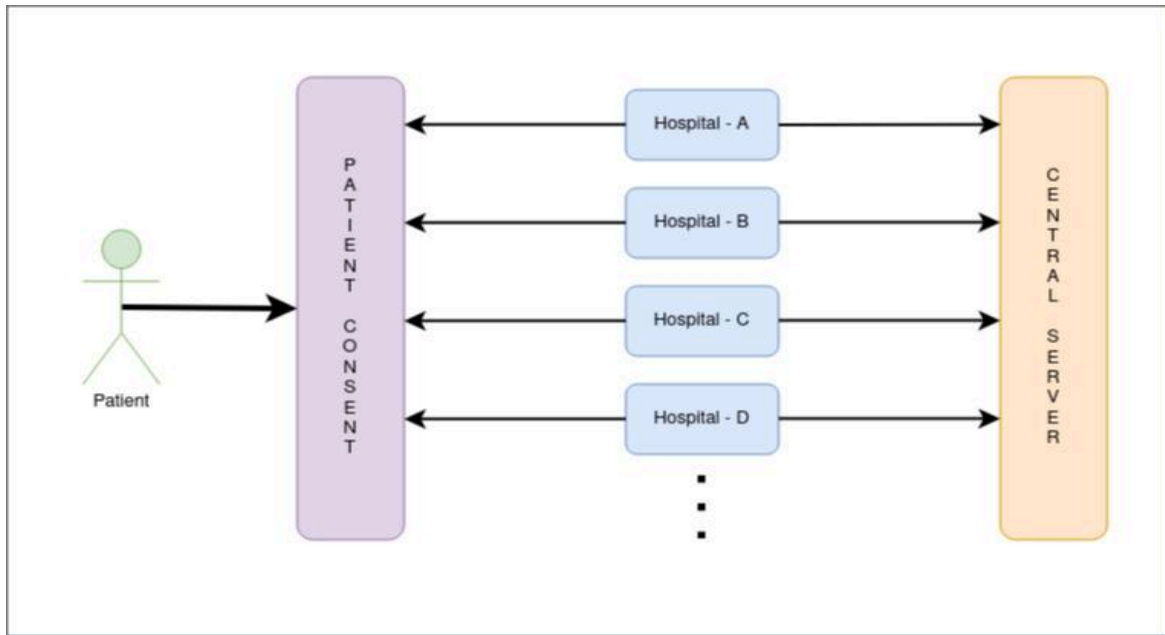 Patient
PATIENT CONSENT
Hospital - A
Hospital - B
Hospital - C
Hospital - D
CENTRAL SERVER